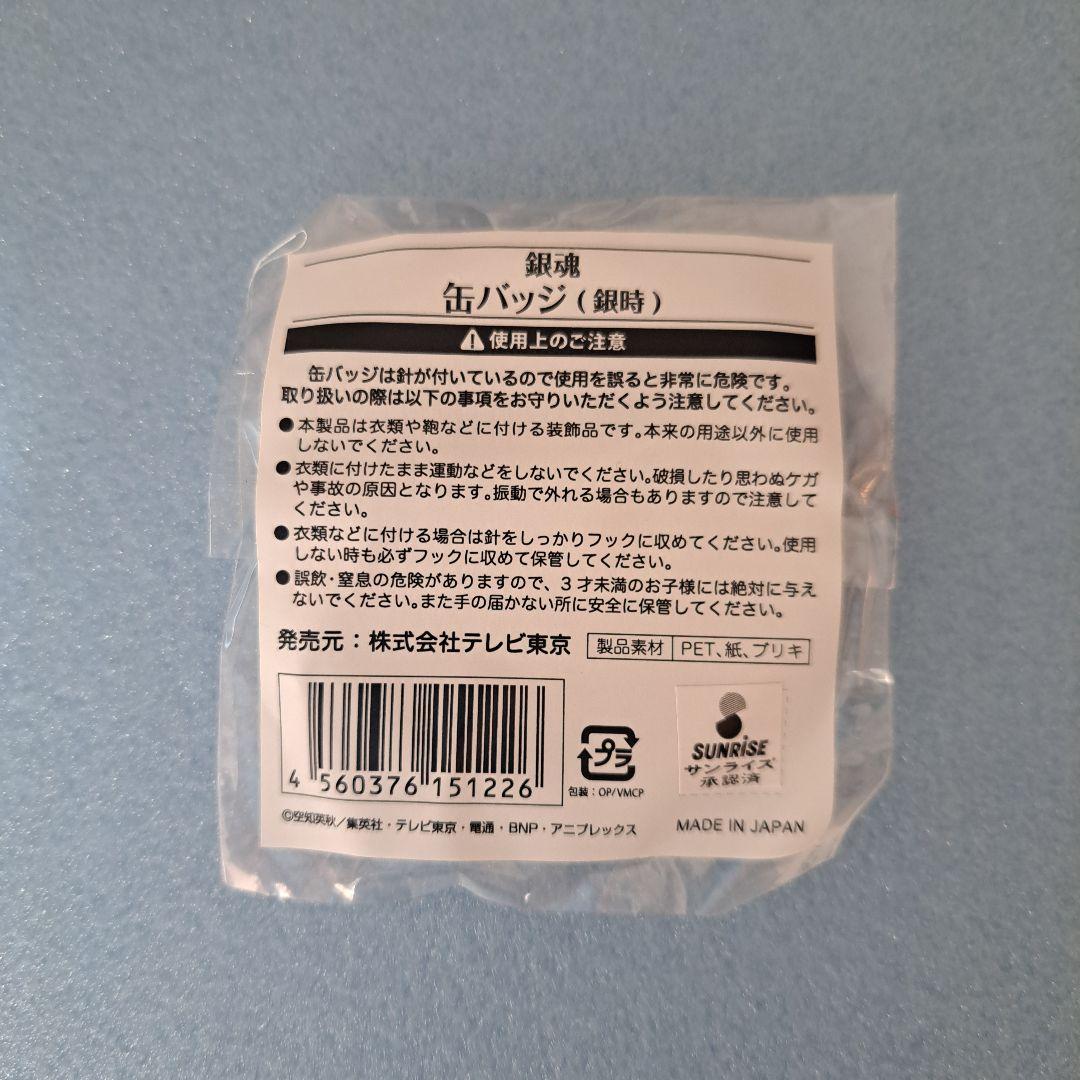 銀魂
缶バッジ(銀時)
⚠使用上のご注意
缶バッジは針が付いているので使用を誤ると非常に危険です。
取り扱いの際は以下の事項をお守りいただくよう注意してください。
●本製品は衣類や鞄などに付ける装飾品です。本来の用途以外に使用
しないでください。
●衣類に付けたまま運動などをしないでください。破損したり思わぬケガ
や事故の原因となります。振動で外れる場合もありますので注意して
ください。
●衣類などに付ける場合は針をしっかりフックに収めてください。使用
しない時も必ずフックに収めて保管してください。
●誤飲・窒息の危険がありますので、3才未満のお子様には絶対に与え
ないでください。また手の届かない所に安全に保管してください。
発売元:株式会社テレビ東京 製品素材 PET、紙、ブリキ
4 560376 151226
プラ
包装:OP/VMCP
SUNRiSE
サンライズ
承認済
©空知英秋/集英社・テレビ東京・電通・BNP・アニプレックス
MADE IN JAPAN